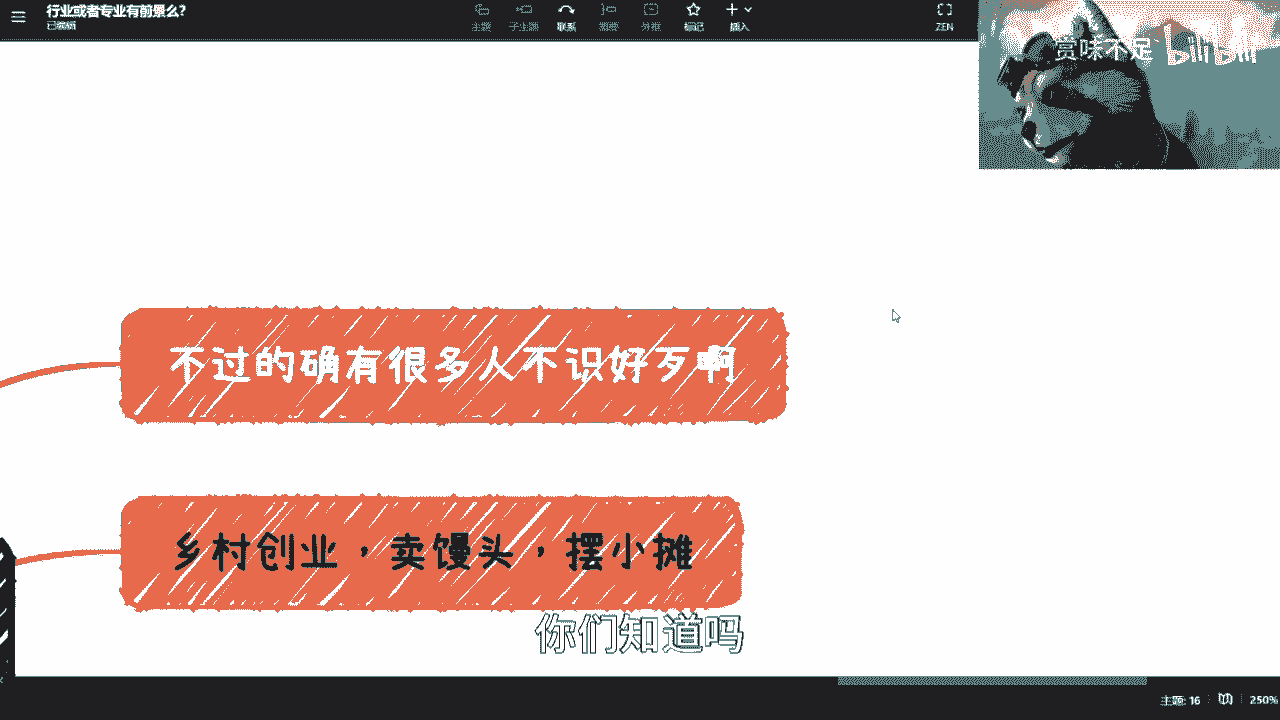 行业或者专业有前景么?
已编辑
主题
子主题
联系
概要
外框
标记
插入
ZEN
赏味不足 bilibili
不过的确有很多人不识好歹啊
乡村创业，卖馒头，摆小摊
你们知道吗
主题: 16
250%